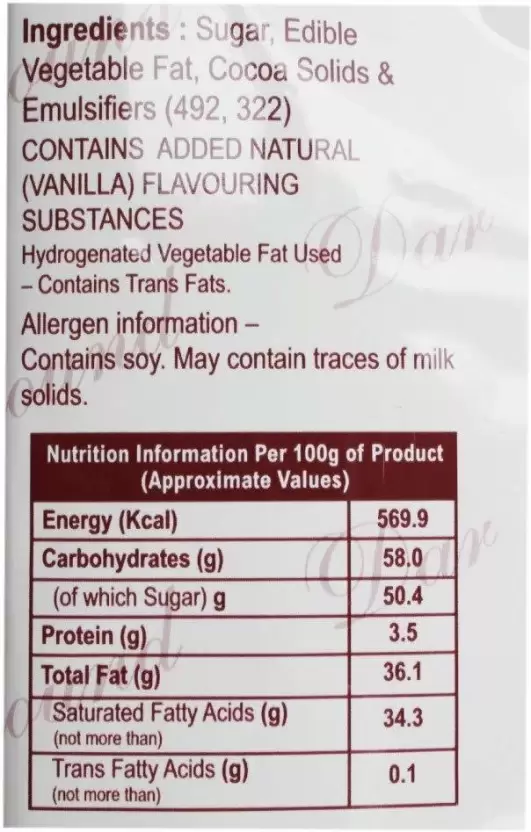 Ingredients : Sugar, Edible
Vegetable Fat, Cocoa Solids &
Emulsifiers (492, 322)
CONTAINS ADDED NATURAL
(VANILLA) FLAVOURING
SUBSTANCES
Hydrogenated Vegetable Fat Used
– Contains Trans Fats.
Allergen information –
Contains soy. May contain traces of milk
solids.
Nutrition Information Per 100g of Product
(Approximate Values)
Energy (Kcal) 569.9
Carbohydrates (g) 58.0
(of which Sugar) g 50.4
Protein (g) 3.5
Total Fat (g) 36.1
Saturated Fatty Acids (g) 34.3
(not more than)
Trans Fatty Acids (g) 0.1
(not more than)